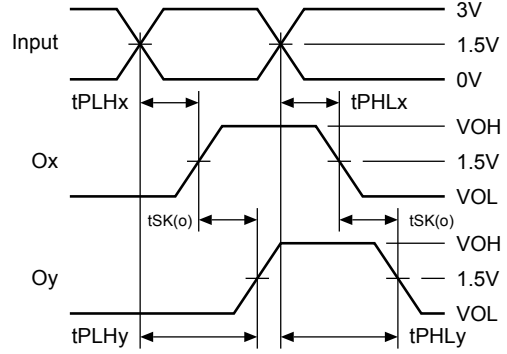 3V
Input
1.5V
0V
tPLHx
tPHLx
VOH
Ox
1.5V
VOL
tSK(o)
tSK(o)
VOH
Oy
1.5V
VOL
tPLHy
tPHLy